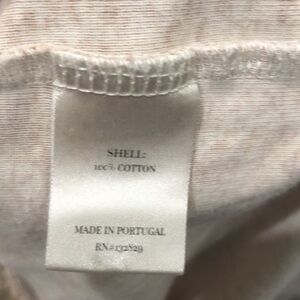 SHELL:
100% COTTON
MADE IN PORTUGAL
RN#132829